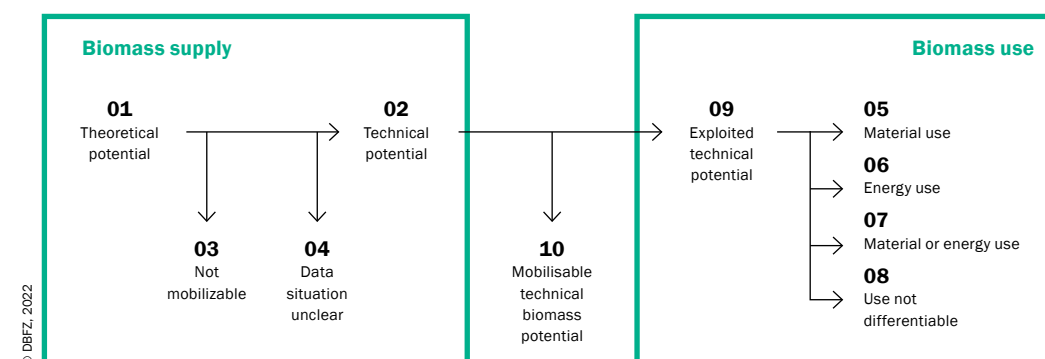 Biomass supply
Biomass use
01
Theoretical
potential
02
Technical
potential
03
Not
mobilizable
04
Data
situation
unclear
10
Mobilisable
technical
biomass
potential
09
Exploited
technical
potential
05
Material use
06
Energy use
07
Material or energy use
08
Use not
differentiable
© DBFZ, 2022